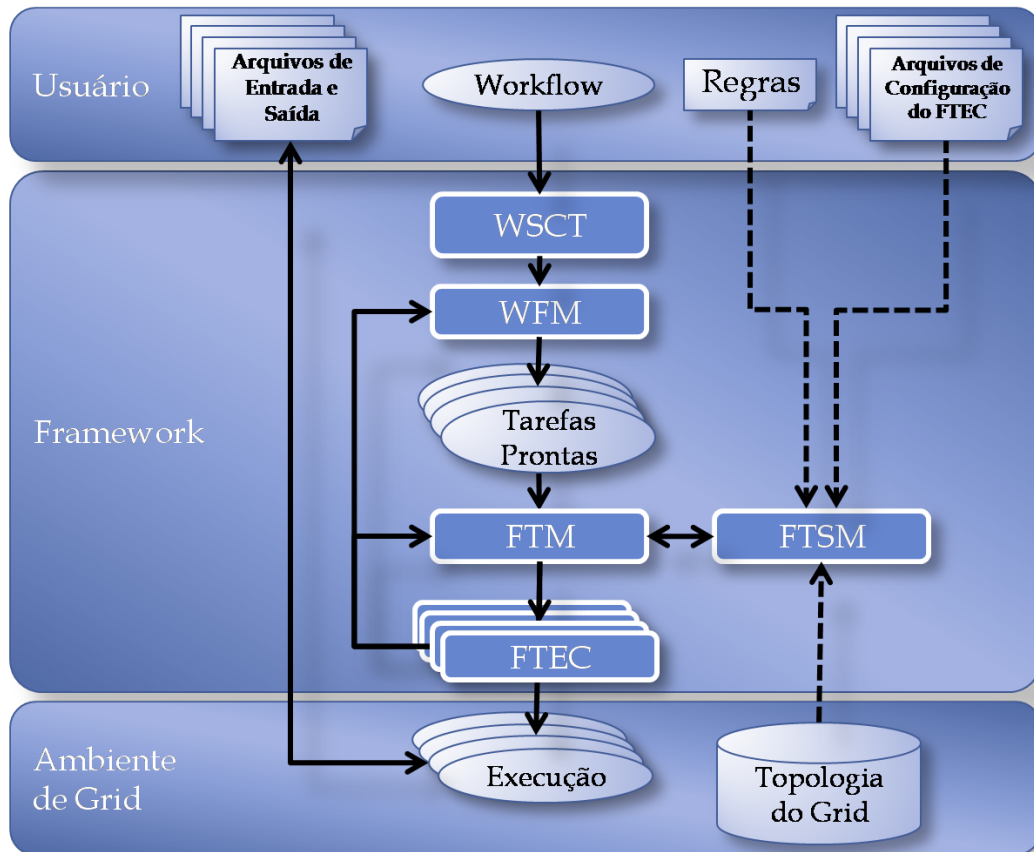 Usuário
Arquivos de
Entrada e
Saída
Workflow
Regras
Arquivos de
Configuração
do FTEC
Framework
WSCT
WFM
Tarefas
Prontas
FTM
FTSM
FTEC
Ambiente
de Grid
Execução
Topologia
do Grid